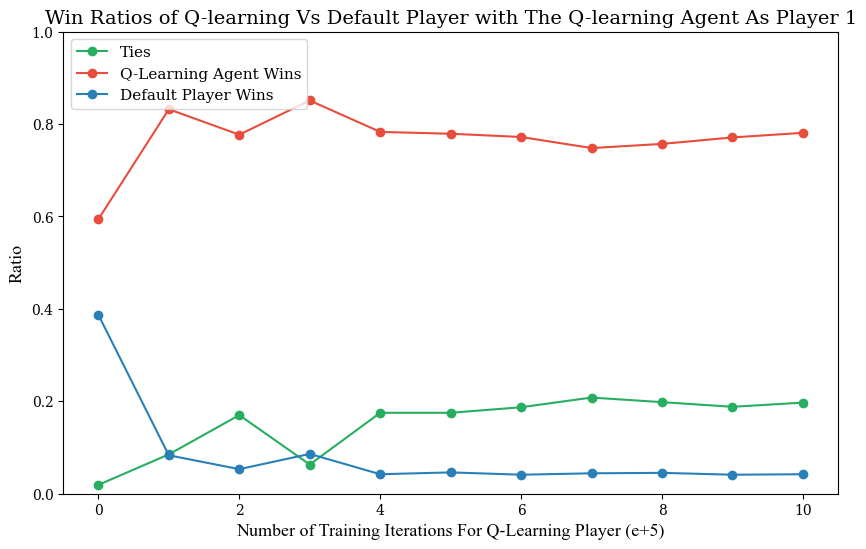 Win Ratios of Q-learning Vs Default Player with The Q-learning Agent As Player 1
Ties
Q-Learning Agent Wins
Default Player Wins
1.0
0.8
0.6
0.4
0.2
0.0
Ratio
0 2 4 6 8 10
Number of Training Iterations For Q-Learning Player (e+5)